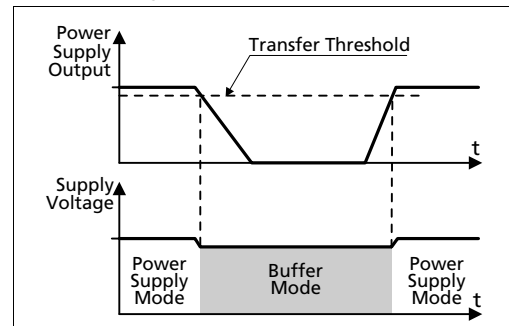 Power
Supply
Output
Transfer Threshold
t
Supply
Voltage
Power
Supply
Mode
Buffer
Mode
Power
Supply
Mode
t